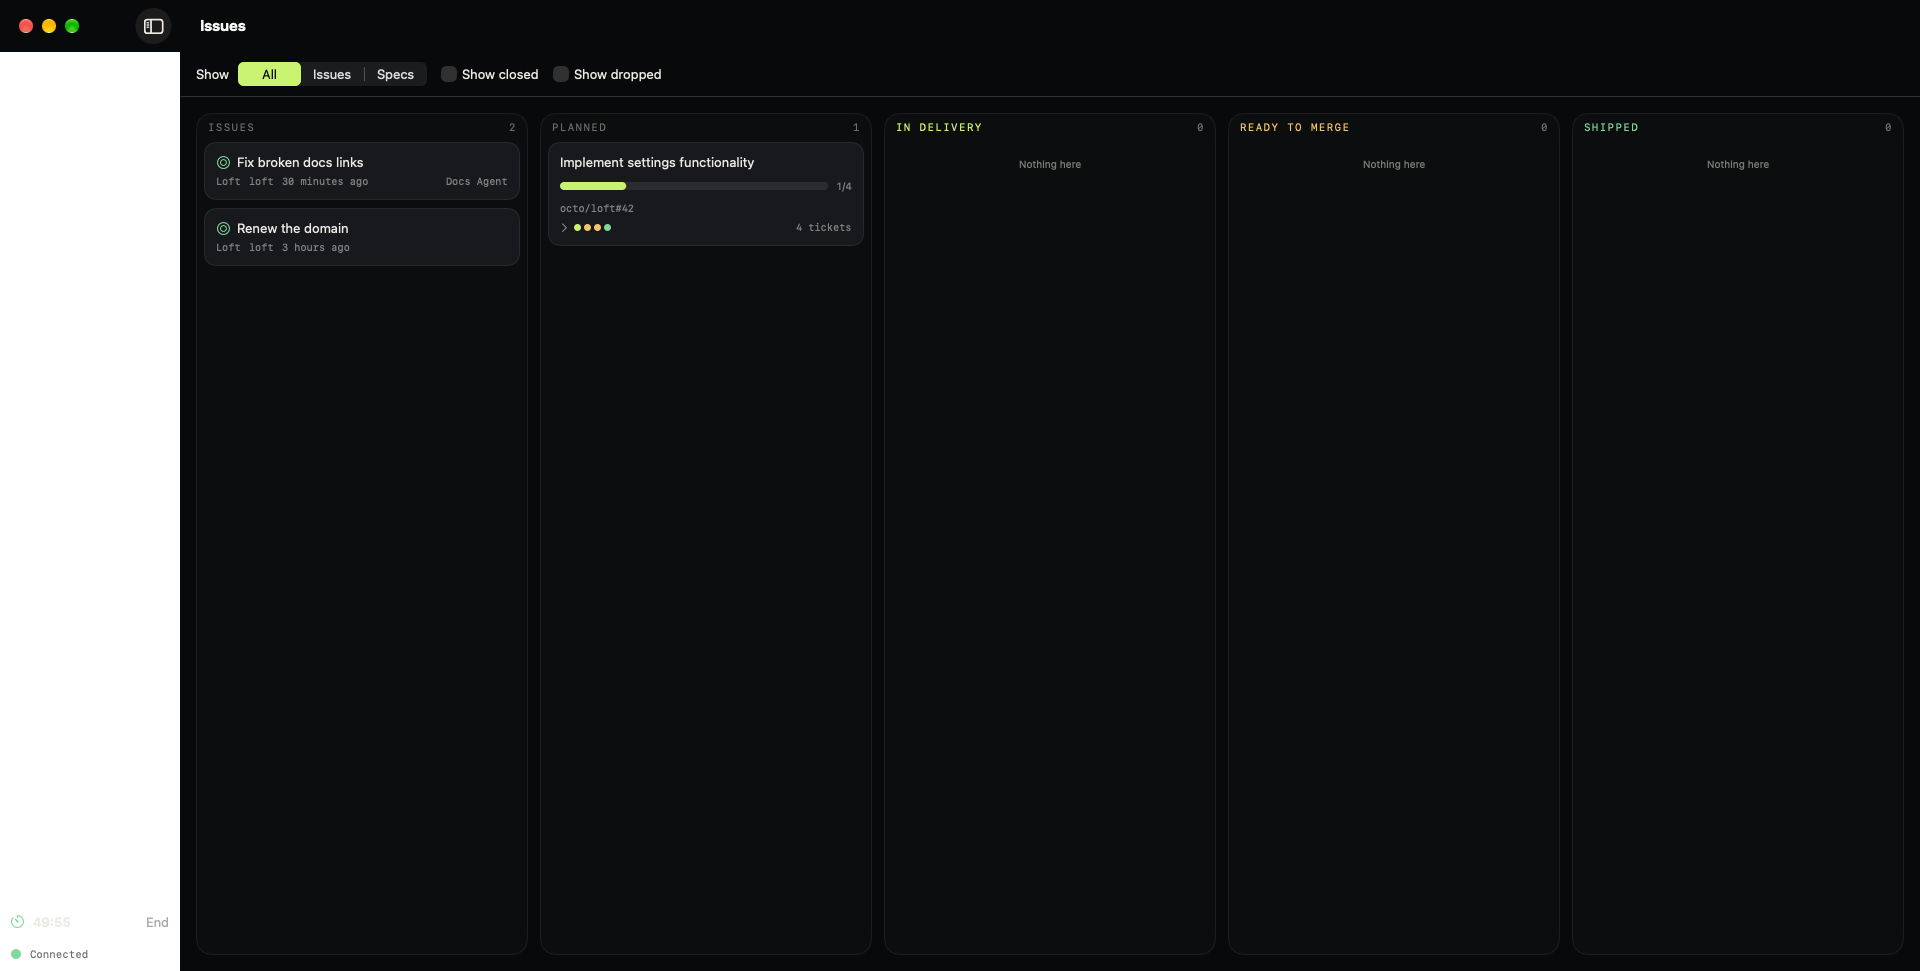 Issues
Show All Issues Specs Show closed Show dropped
ISSUES 2
Fix broken docs links
Loft loft 30 minutes ago Docs Agent
Renew the domain
Loft loft 3 hours ago
PLANNED 1
Implement settings functionality
1/4
octo/loft#42
4 tickets
IN DELIVERY 0
Nothing here
READY TO MERGE 0
Nothing here
SHIPPED 0
Nothing here
49:55 End
Connected